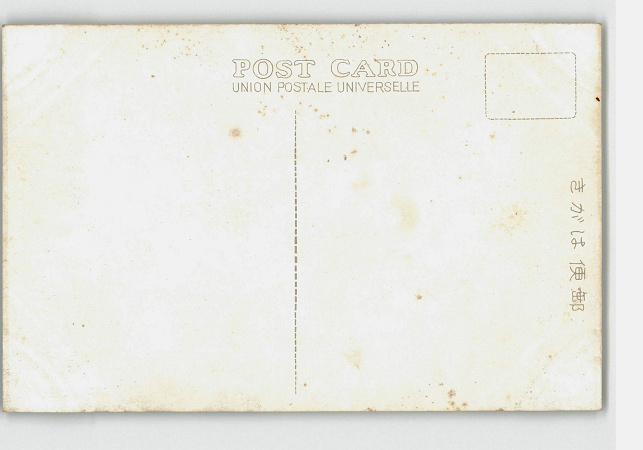 POST CARD
UNION POSTALE UNIVERSELLE
きがは便郵